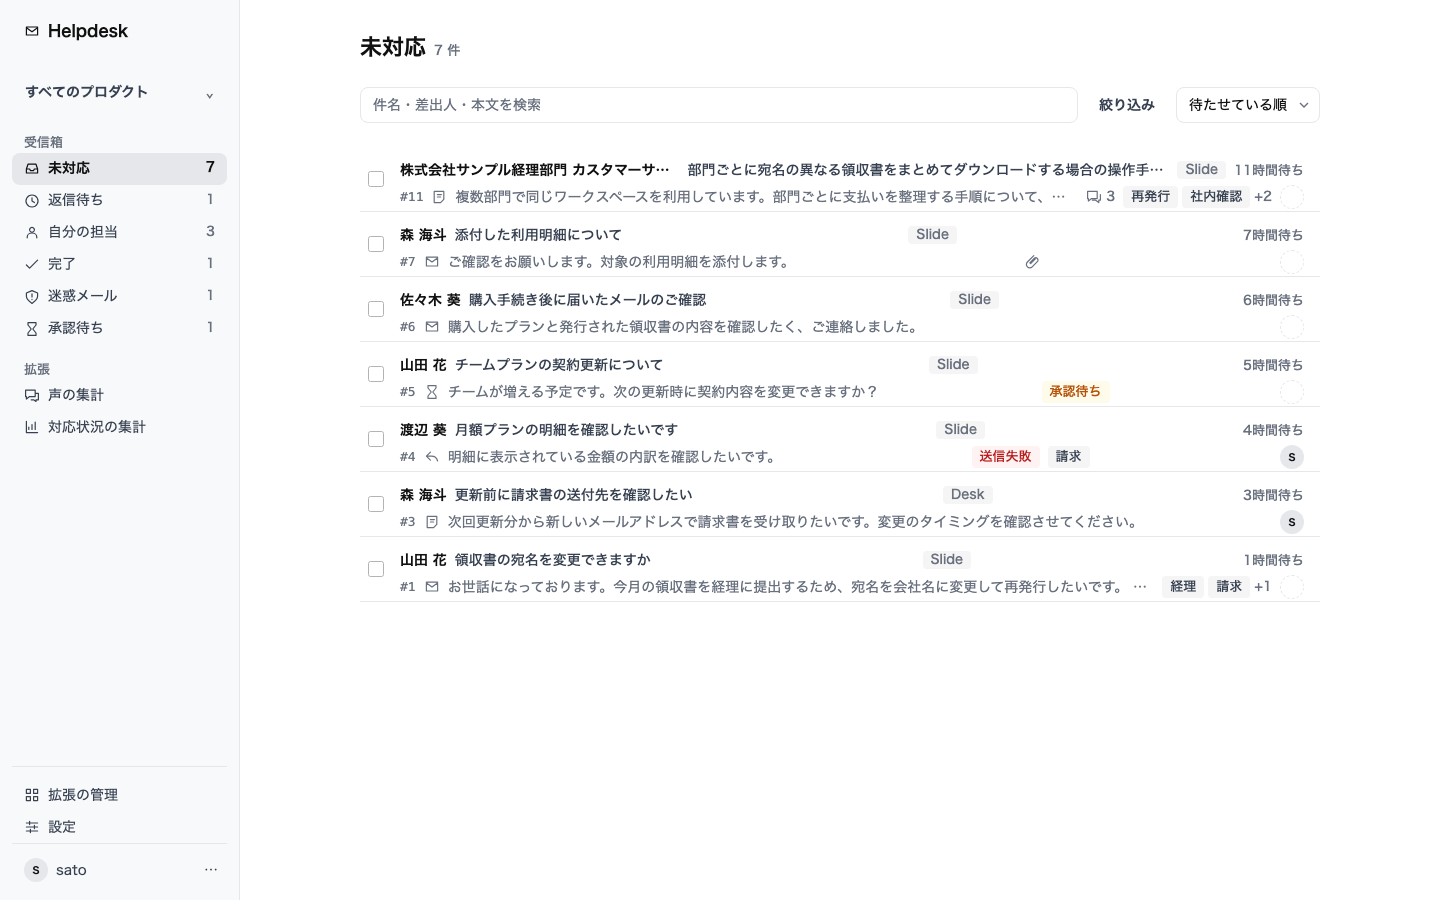 Helpdesk
すべてのプロダクト
受信箱
未対応 7
返信待ち 1
自分の担当 3
完了 1
迷惑メール 1
承認待ち 1
拡張
声の集計
対応状況の集計
拡張の管理
設定
S sato …
未対応 7 件
件名・差出人・本文を検索 絞り込み 待たせている順
株式会社サンプル経理部門 カスタマーサ… 部門ごとに宛名の異なる領収書をまとめてダウンロードする場合の操作手… Slide 11時間待ち
#11 複数部門で同じワークスペースを利用しています。部門ごとに支払いを整理する手順について、… 3 再発行 社内確認 +2
森 海斗 添付した利用明細について Slide 7時間待ち
#7 ご確認をお願いします。対象の利用明細を添付します。
佐々木 葵 購入手続き後に届いたメールのご確認 Slide 6時間待ち
#6 購入したプランと発行された領収書の内容を確認したく、ご連絡しました。
山田 花 チームプランの契約更新について Slide 5時間待ち
#5 チームが増える予定です。次の更新時に契約内容を変更できますか？ 承認待ち
渡辺 葵 月額プランの明細を確認したいです Slide 4時間待ち
#4 明細に表示されている金額の内訳を確認したいです。 送信失敗 請求 S
森 海斗 更新前に請求書の送付先を確認したい Desk 3時間待ち
#3 次回更新分から新しいメールアドレスで請求書を受け取りたいです。変更のタイミングを確認させてください。 S
山田 花 領収書の宛名を変更できますか Slide 1時間待ち
#1 お世話になっております。今月の領収書を経理に提出するため、宛名を会社名に変更して再発行したいです。 … 経理 請求 +1